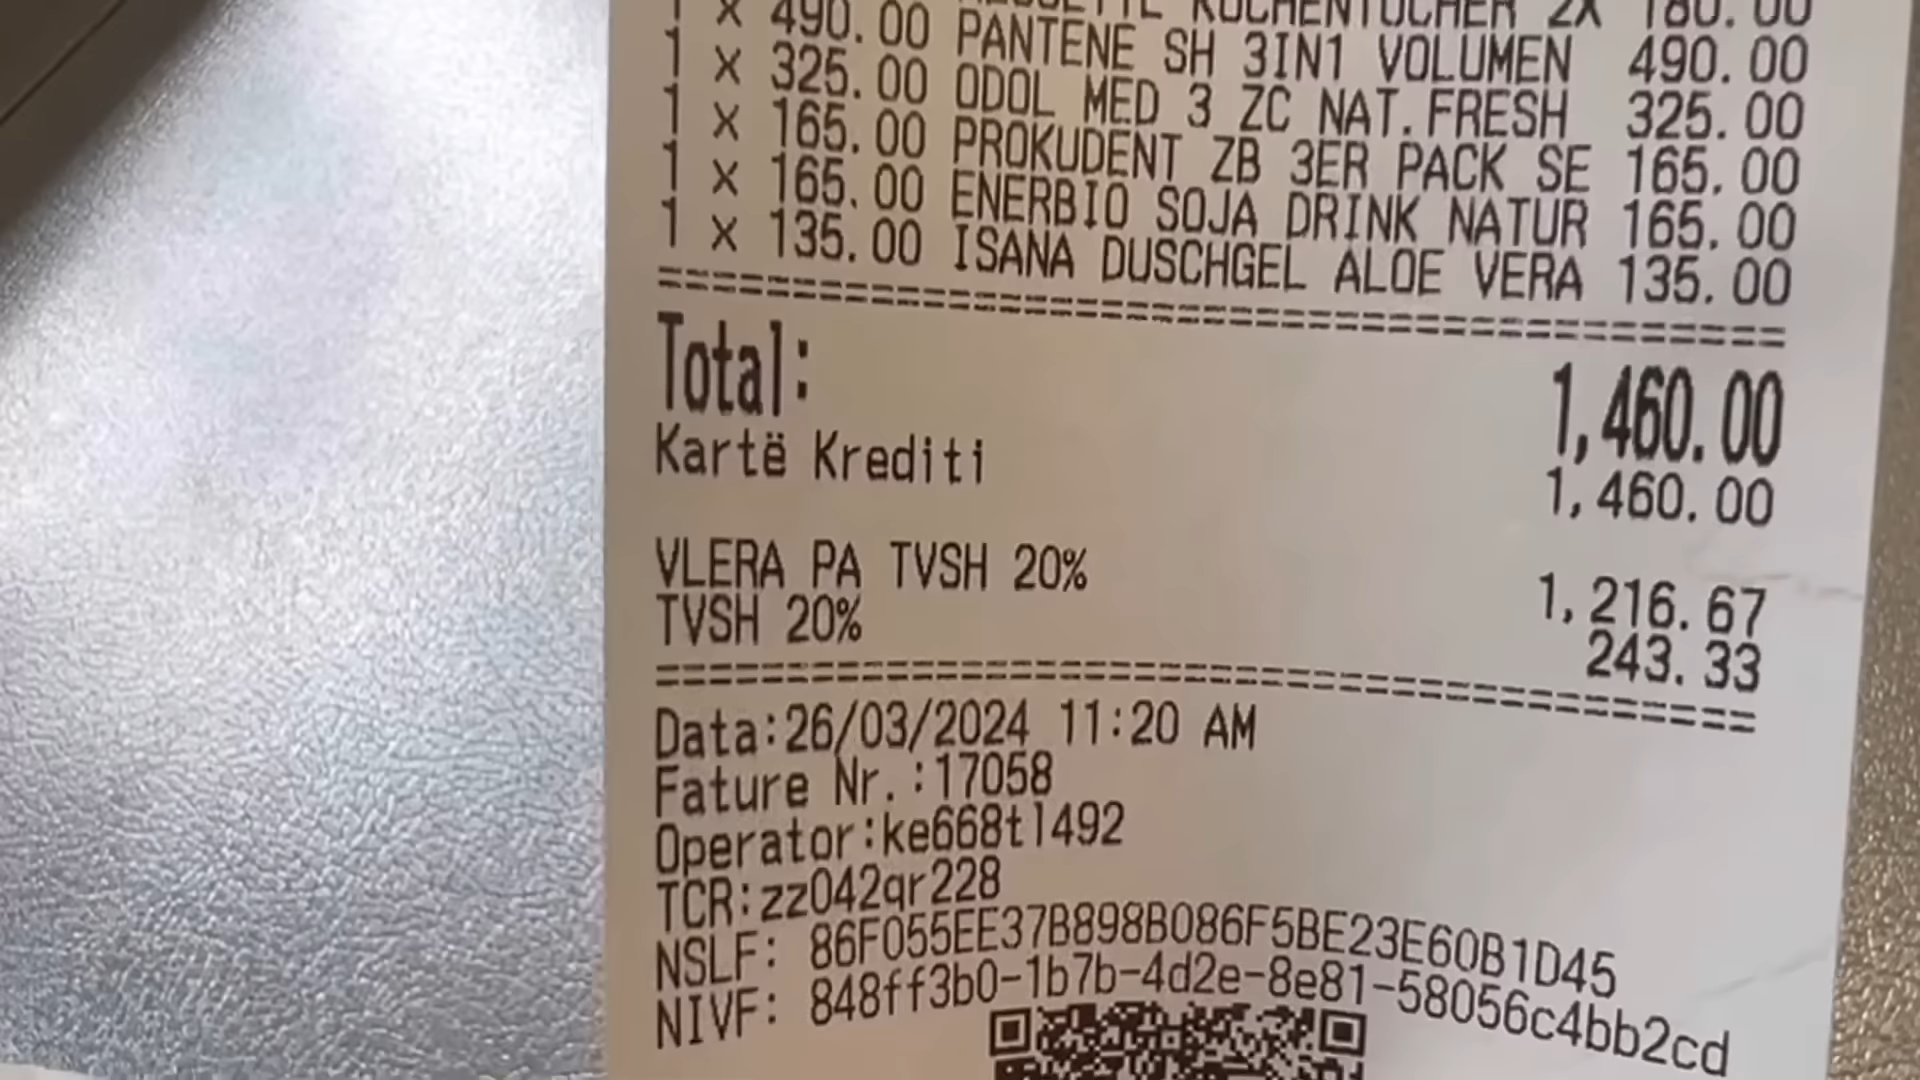 KÜCHENTÜCHER 2X 180.00
1 x 490.00 PANTENE SH 3IN1 VOLUMEN 490.00
1 x 325.00 ODOL MED 3 ZC NAT.FRESH 325.00
1 x 165.00 PROKUDENT ZB 3ER PACK SE 165.00
1 x 165.00 ENERBIO SOJA DRINK NATUR 165.00
1 x 135.00 ISANA DUSCHGEL ALOE VERA 135.00
Total: 1,460.00
Kartë Krediti 1,460.00
VLERA PA TVSH 20% 1,216.67
TVSH 20% 243.33
Data:26/03/2024 11:20 AM
Fature Nr.:17058
Operator:ke668t1492
TCR:zz042qr228
NSLF: 86F055EE37B898B086F5BE23E60B1D45
NIVF: 848ff3b0-1b7b-4d2e-8e81-58056c4bb2cd